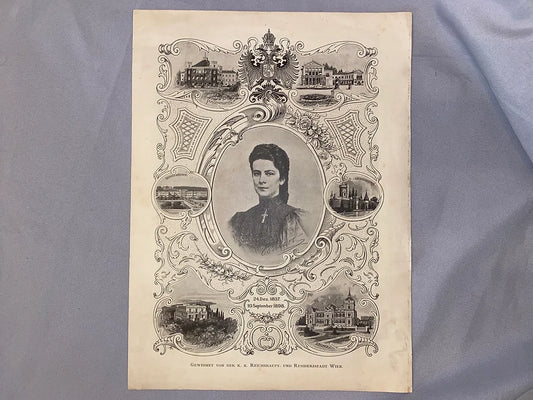 24. Dez. 1837.
10. September 1898.
GEWIDMET VON DER K. K. REICHSHAUPT- UND RESIDENZSTADT WIEN.